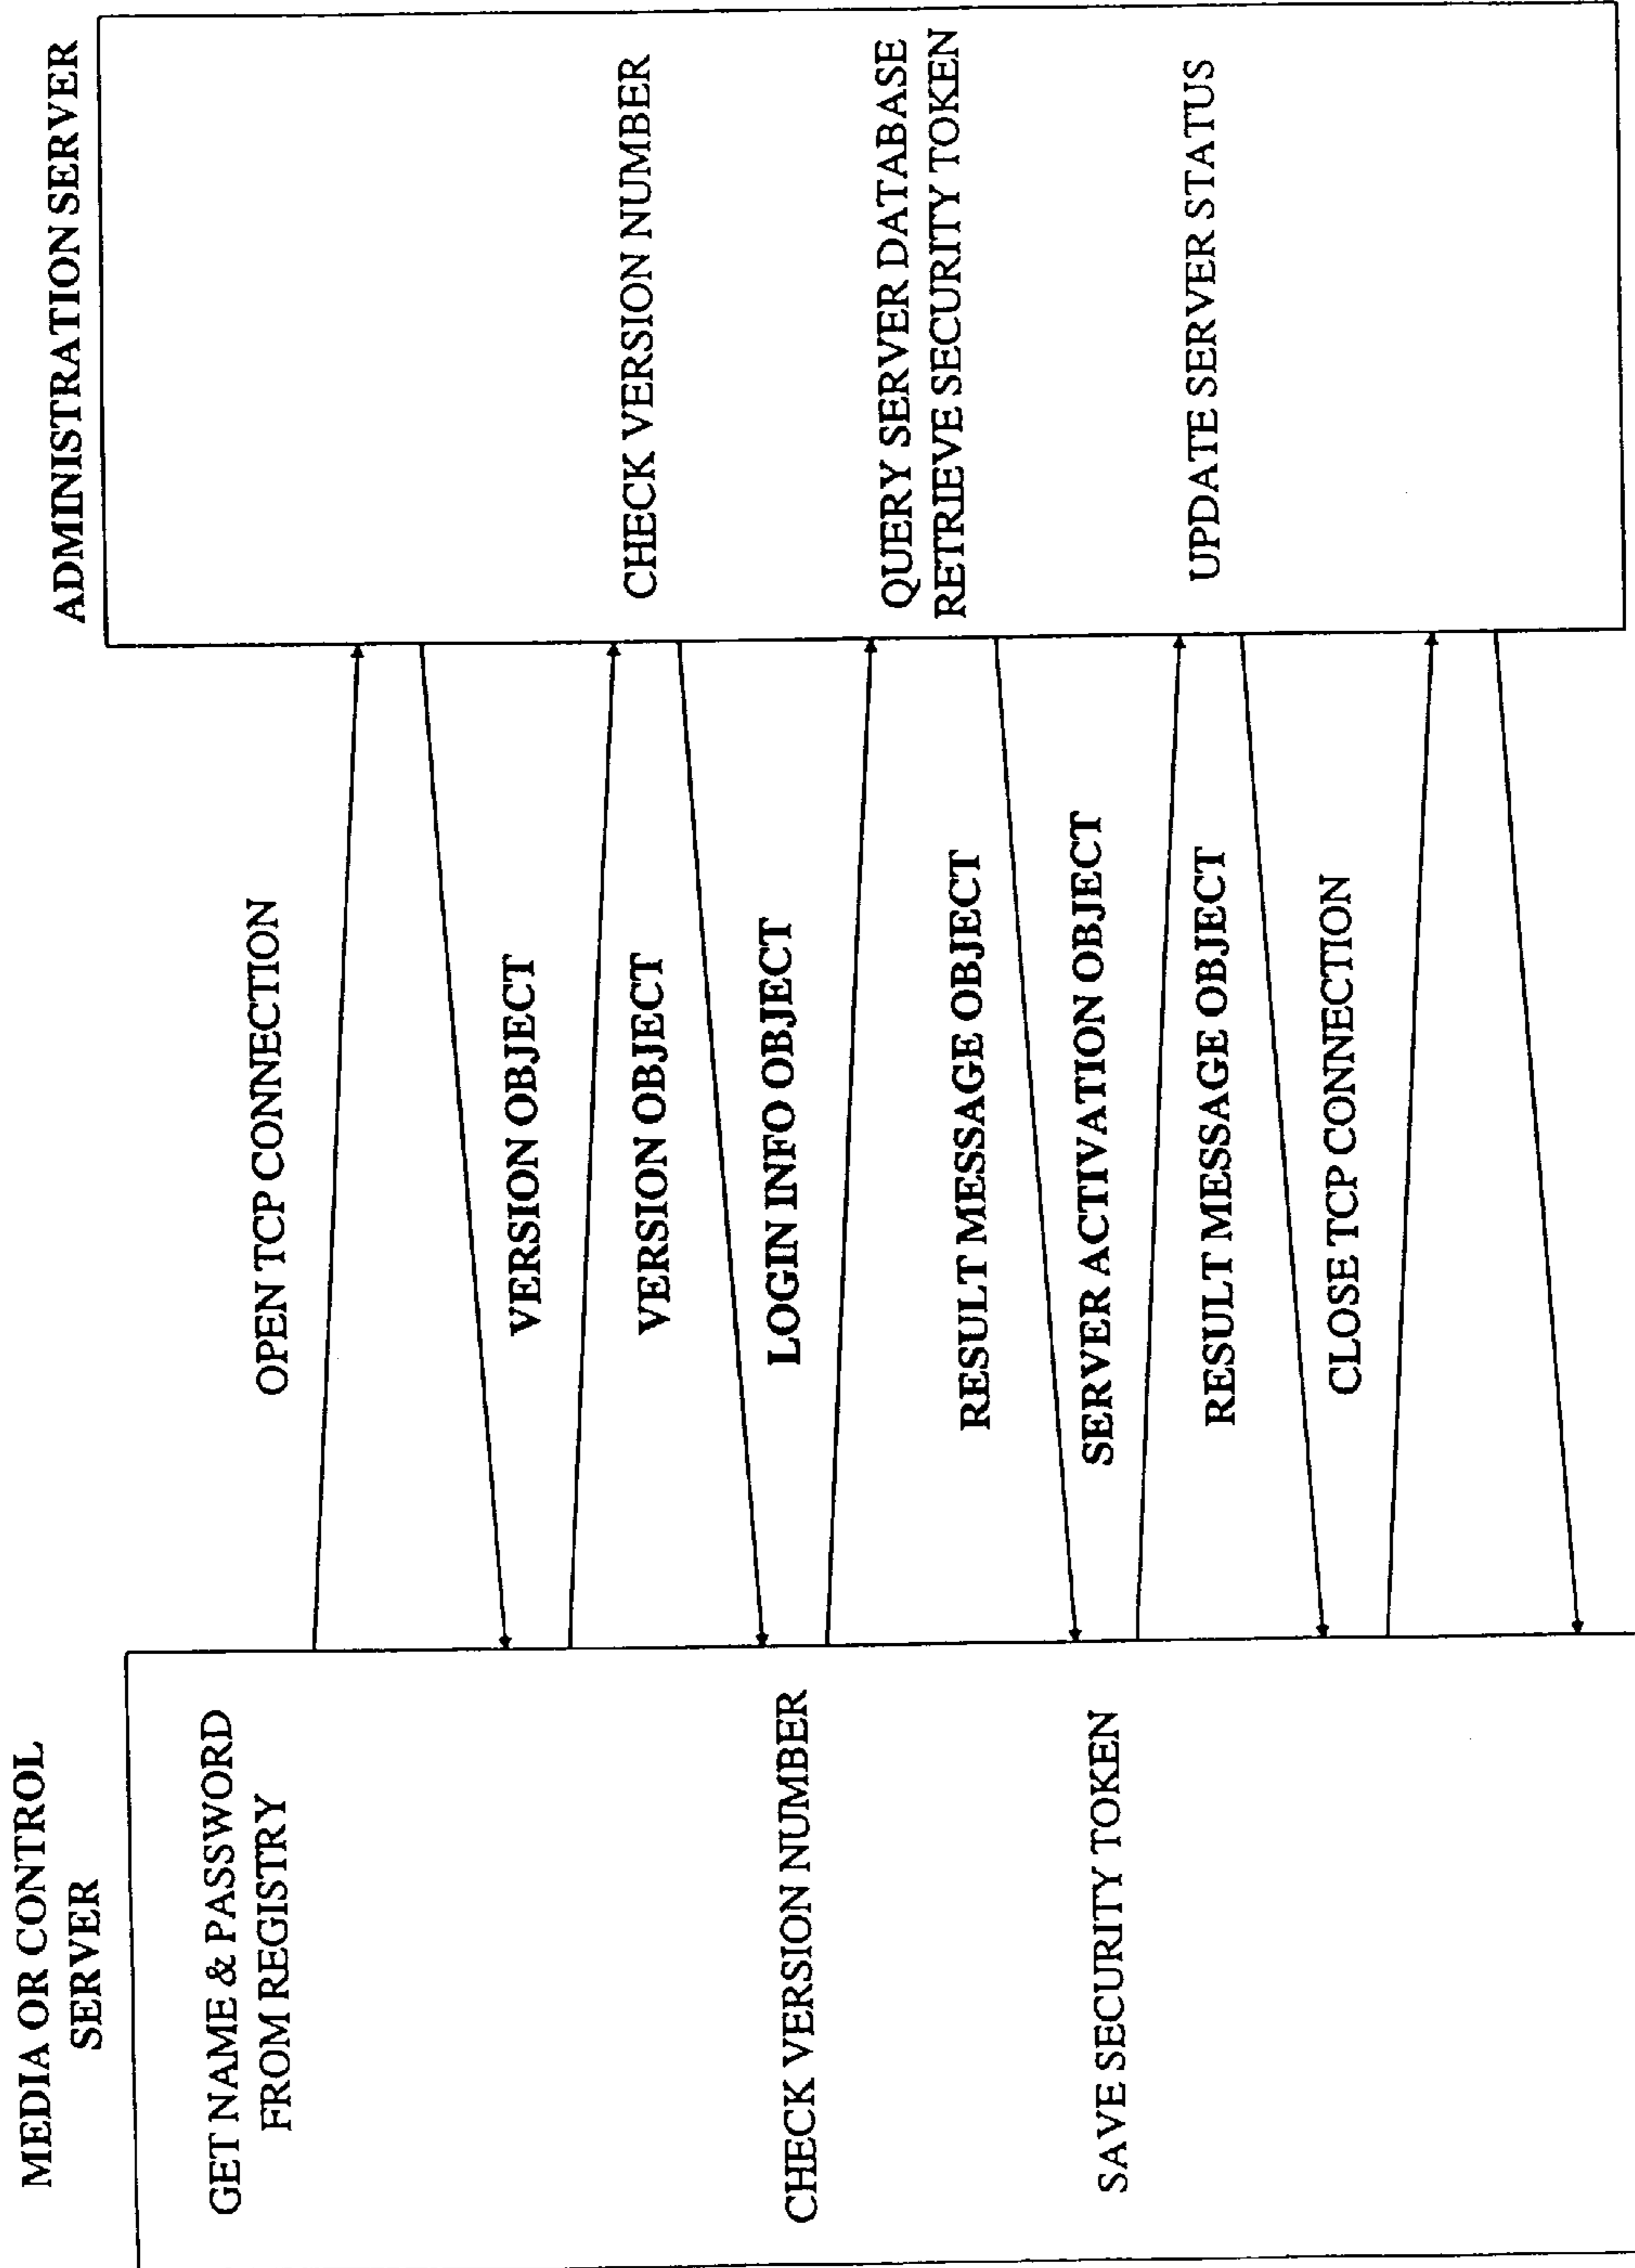 MEDIA OR CONTROL
SERVER
ADMINISTRATION SERVER
GET NAME & PASSWORD
FROM REGISTRY
OPEN TCP CONNECTION
VERSION OBJECT
VERSION OBJECT
CHECK VERSION NUMBER
CHECK VERSION NUMBER
LOGIN INFO OBJECT
QUERY SERVER DATABASE
RETRIEVE SECURITY TOKEN
RESULT MESSAGE OBJECT
SAVE SECURITY TOKEN
SERVER ACTIVATION OBJECT
UPDATE SERVER STATUS
RESULT MESSAGE OBJECT
CLOSE TCP CONNECTION